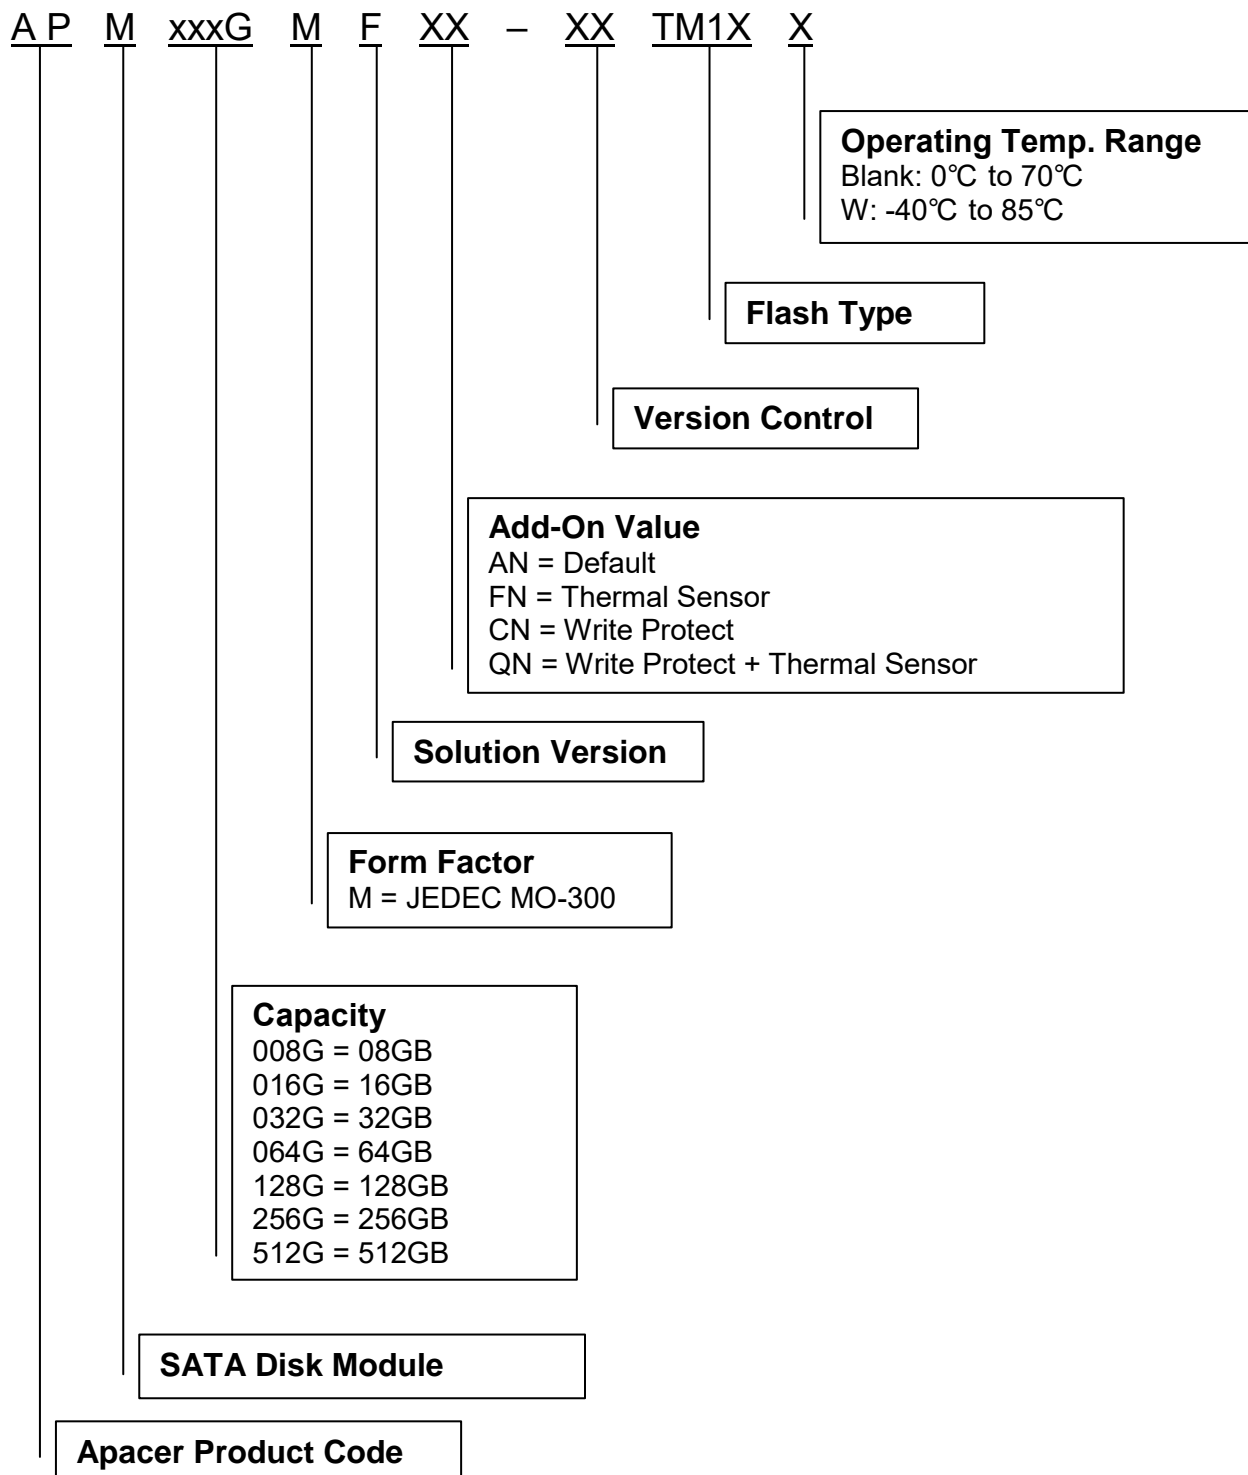 A P M xxxG M F XX – XX TM1X X
Operating Temp. Range
Blank: 0℃ to 70℃
W: -40℃ to 85℃
Flash Type
Version Control
Add-On Value
AN = Default
FN = Thermal Sensor
CN = Write Protect
QN = Write Protect + Thermal Sensor
Solution Version
Form Factor
M = JEDEC MO-300
Capacity
008G = 08GB
016G = 16GB
032G = 32GB
064G = 64GB
128G = 128GB
256G = 256GB
512G = 512GB
SATA Disk Module
Apacer Product Code